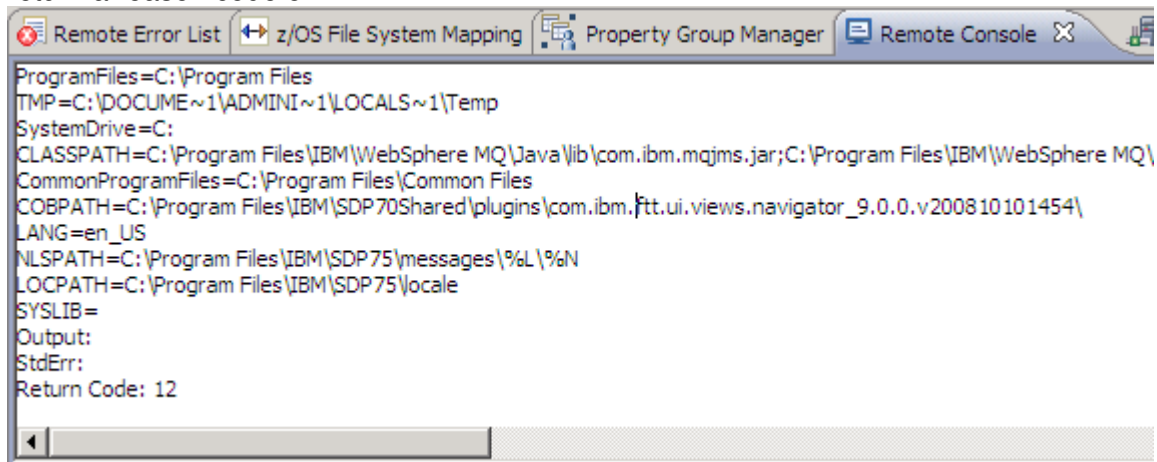 Remote Error List z/OS File System Mapping Property Group Manager Remote Console
ProgramFiles=C:\Program Files
TMP=C:\DOCUME~1\ADMINI~1\LOCALS~1\Temp
SystemDrive=C:
CLASSPATH=C:\Program Files\IBM\WebSphere MQ\Java\lib\com.ibm.mqjms.jar;C:\Program Files\IBM\WebSphere MQ\
CommonProgramFiles=C:\Program Files\Common Files
COBPATH=C:\Program Files\IBM\SDP70Shared\plugins\com.ibm.ftt.ui.views.navigator_9.0.0.v200810101454\
LANG=en_US
NLSPATH=C:\Program Files\IBM\SDP75\messages\%L\%N
LOCPATH=C:\Program Files\IBM\SDP75\locale
SYSLIB=
Output:
StdErr:
Return Code: 12